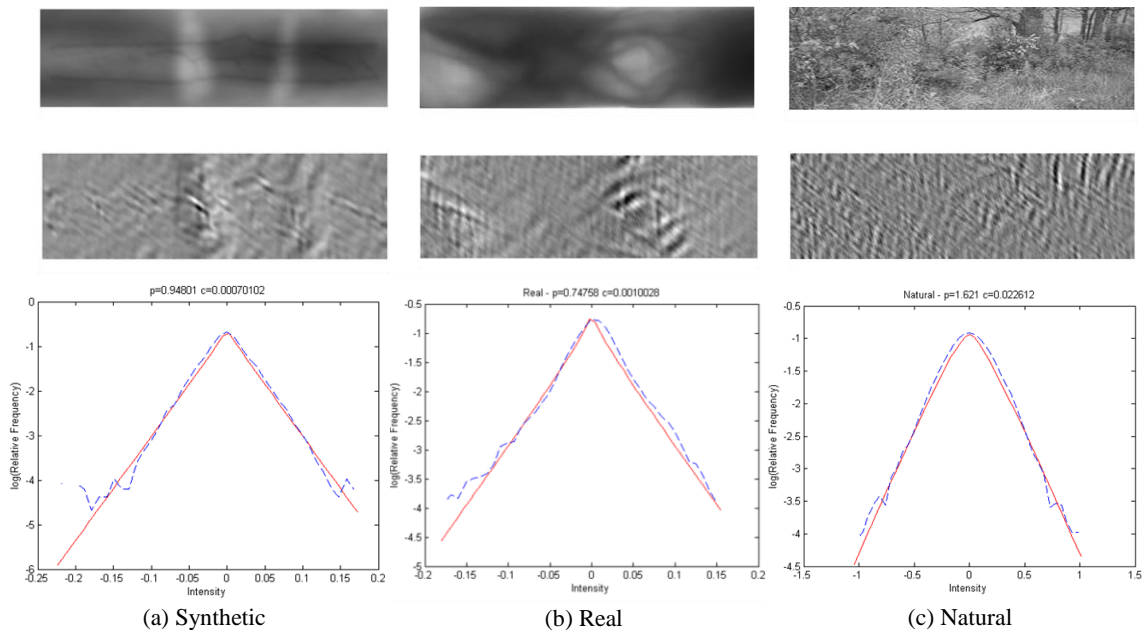 p=0.94801 c=0.00070102
0
-1
-2
-3
-4
-5
-6
log(Relative Frequency)
-0.25 -0.2 -0.15 -0.1 -0.05 0 0.05 0.1 0.15 0.2
Intensity
(a) Synthetic
Real - p=0.74758 c=0.0010028
-0.5
-1
-1.5
-2
-2.5
-3
-3.5
-4
-4.5
-5
log(Relative Frequency)
-0.2 -0.15 -0.1 -0.05 0 0.05 0.1 0.15 0.2
Intensity
(b) Real
Natural - p=1.621 c=0.022612
-0.5
-1
-1.5
-2
-2.5
-3
-3.5
-4
-4.5
log(Relative Frequency)
-1.5 -1 -0.5 0 0.5 1 1.5
Intensity
(c) Natural